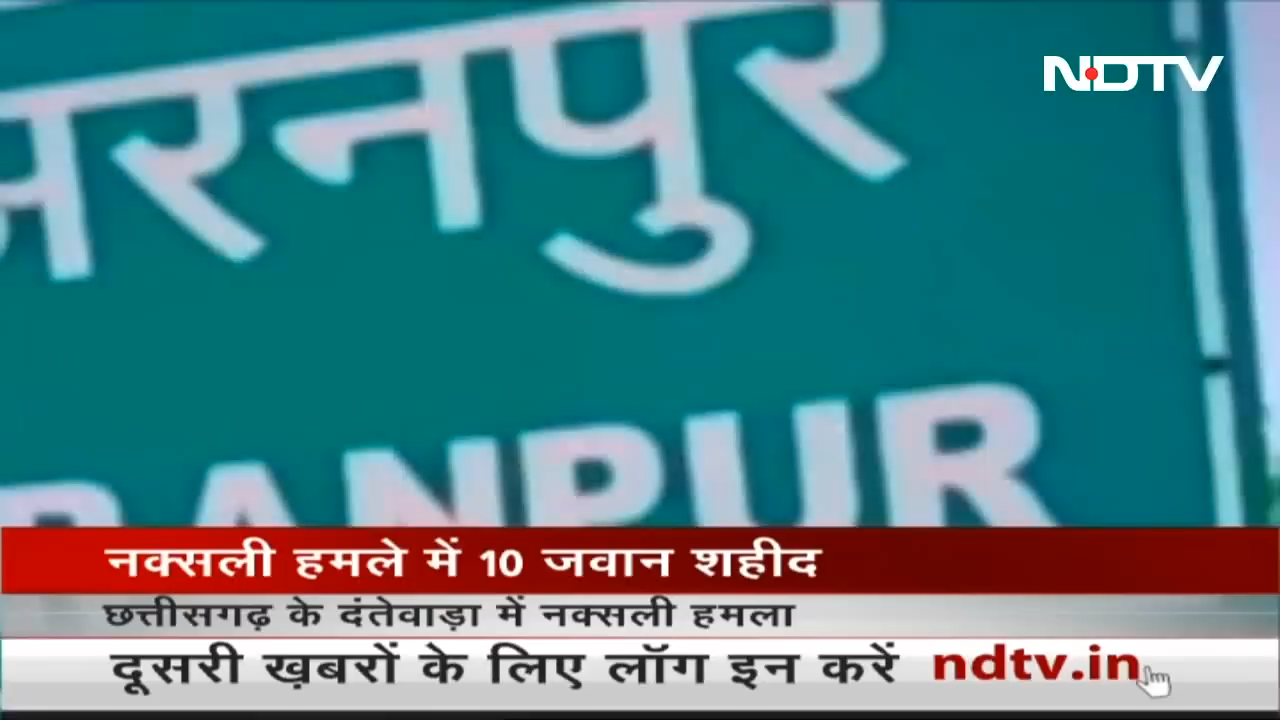 NDTV
अरनपुर
RANPUR
नक्सली हमले में 10 जवान शहीद
छत्तीसगढ़ के दंतेवाड़ा में नक्सली हमला
दूसरी ख़बरों के लिए लॉग इन करें ndtv.in